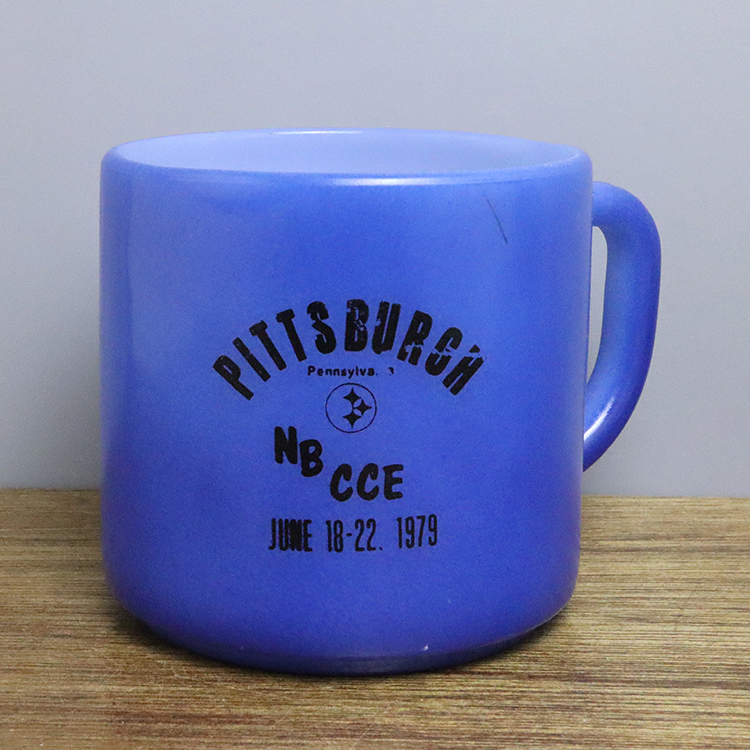 PITTSBURGH
Pennsylva
NB
CCE
JUNE 18-22, 1979